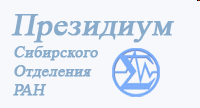 Президиум
Сибирского
Отделения
РАН